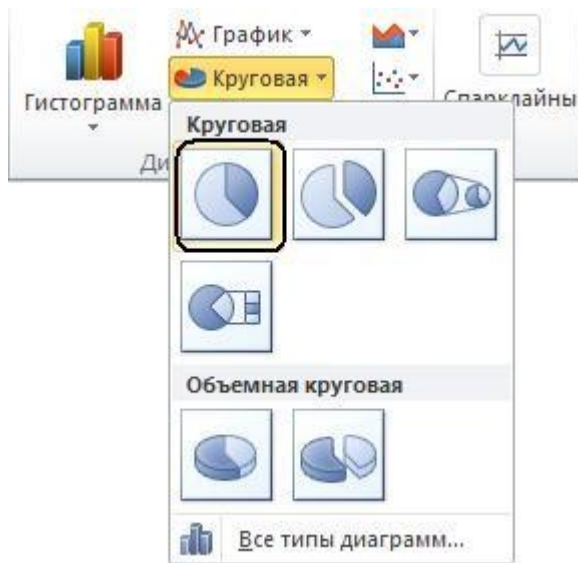 График
Круговая
Гистограмма
Спарклайны
Ди
Круговая
Объемная круговая
Все типы диаграмм...